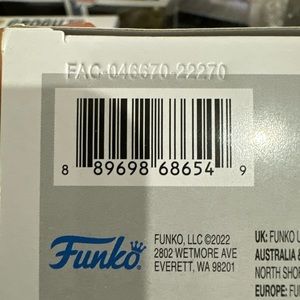 FAC-046670-22270
8 89698 68654 9
Funko
FUNKO, LLC ©2022
2802 WETMORE AVE
EVERETT, WA 98201
UK: FUNKO U
AUSTRALIA &
NORTH SHOR
EUROPE: FU